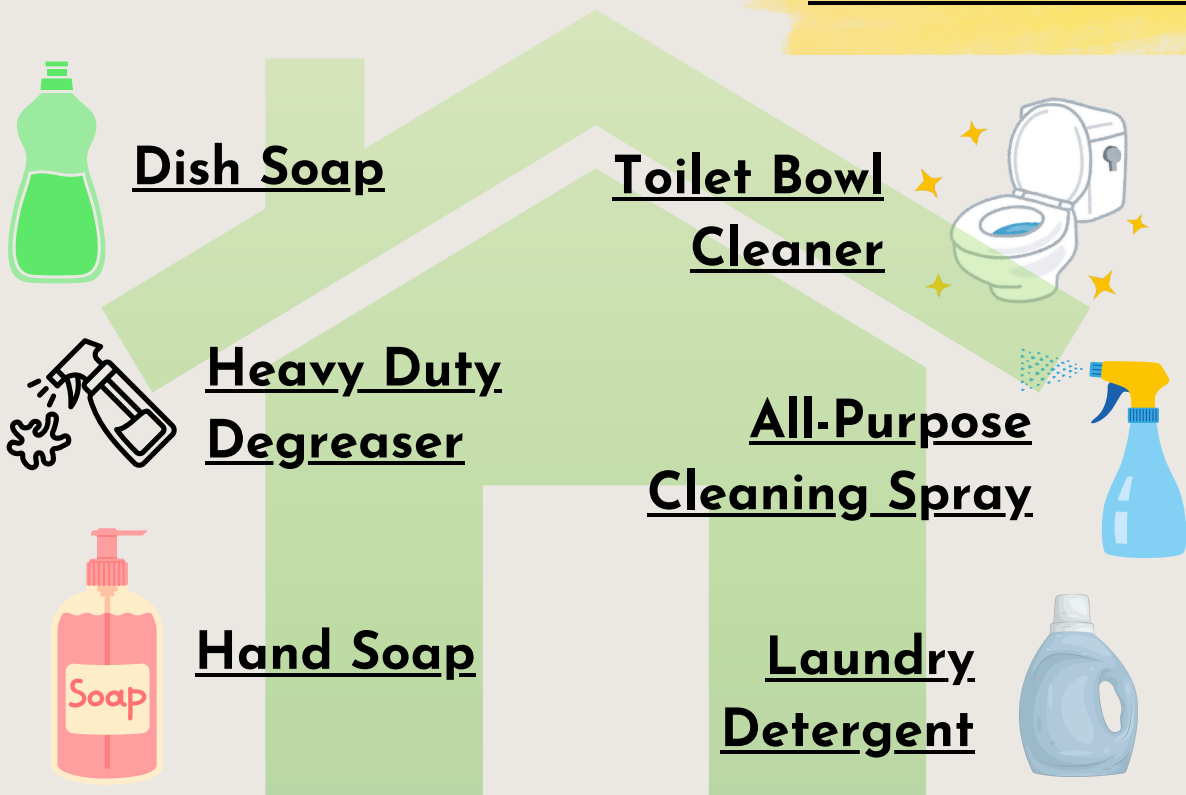 Dish Soap
Toilet Bowl
Cleaner
Heavy Duty
Degreaser
All-Purpose
Cleaning Spray
Hand Soap
Soap
Laundry
Detergent